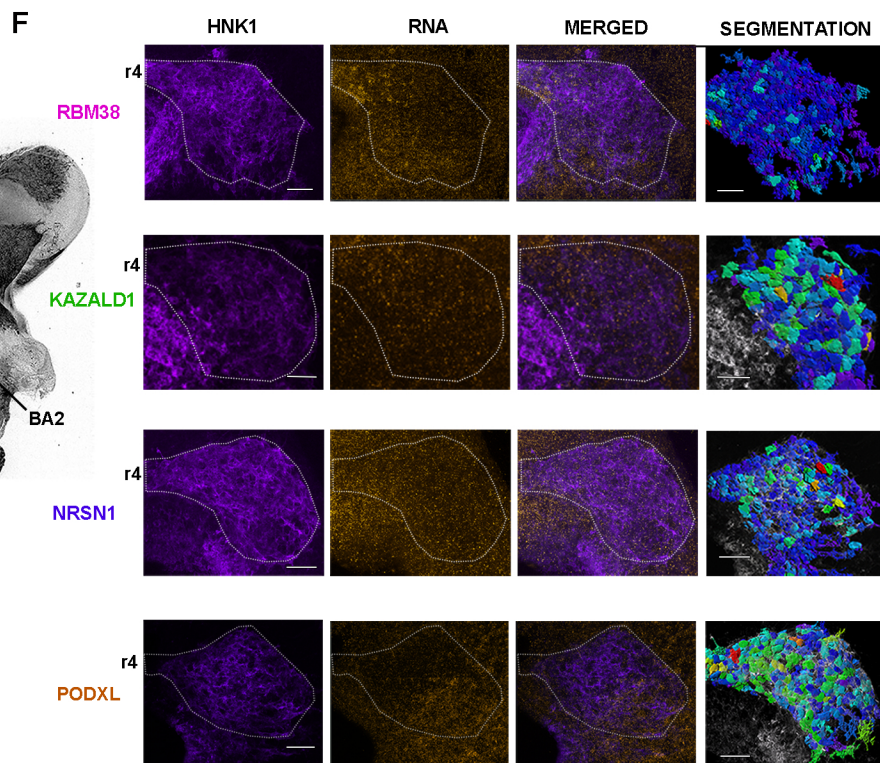 F
HNK1 RNA MERGED SEGMENTATION
r4
RBM38
r4
KAZALD1
BA2
r4
NRSN1
r4
PODXL